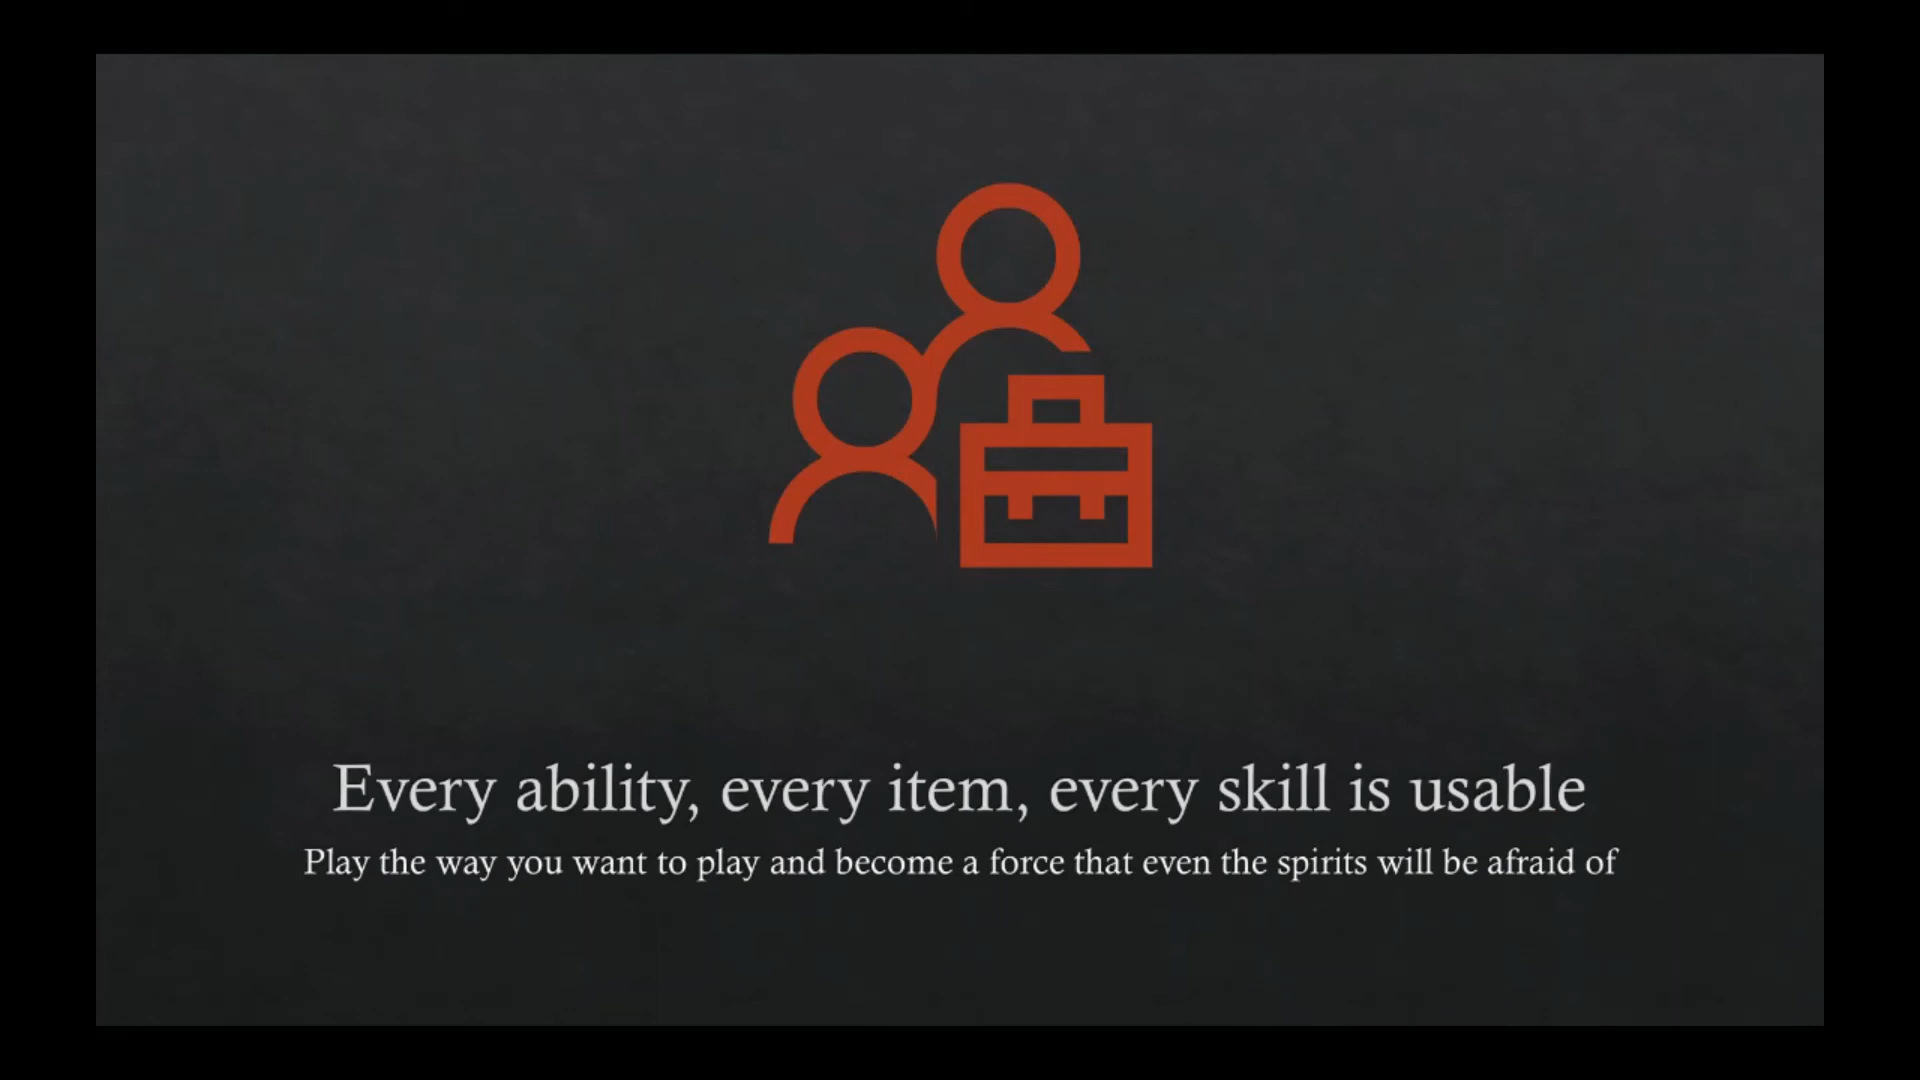 Every ability, every item, every skill is usable
Play the way you want to play and become a force that even the spirits will be afraid of